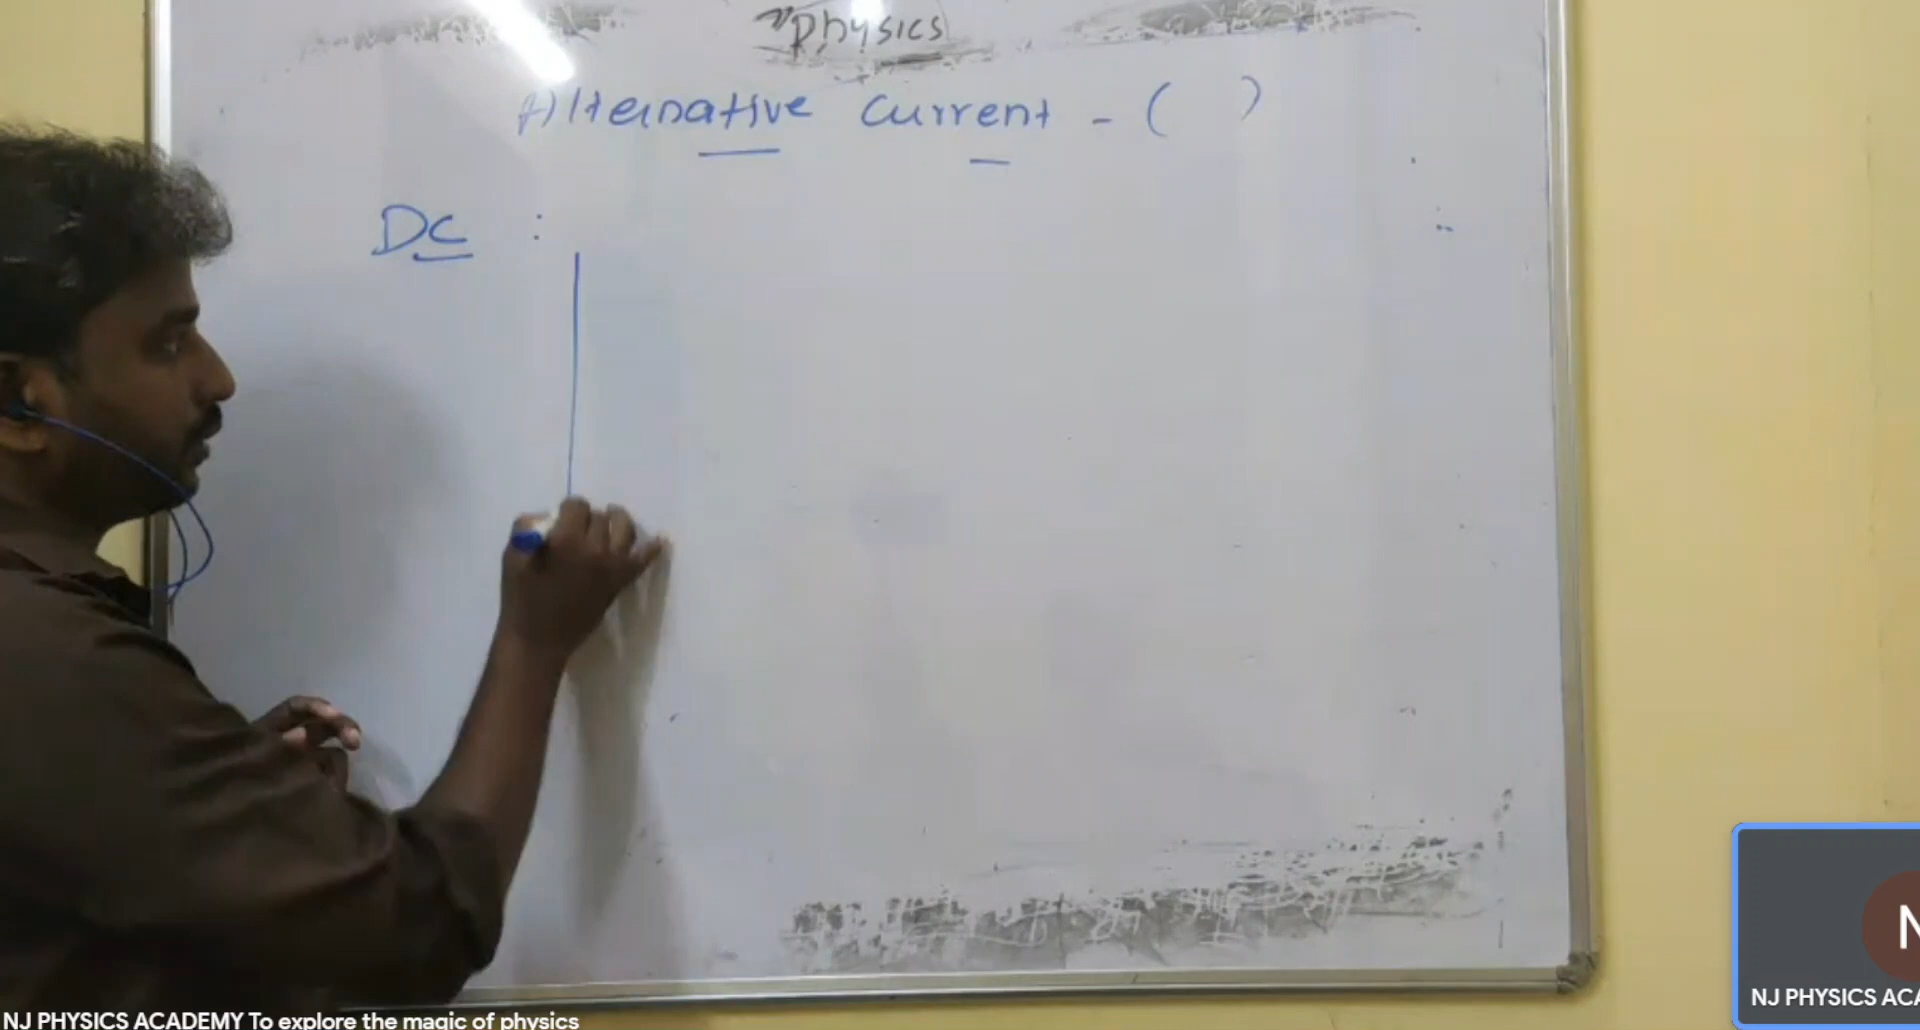 Physics
Alternative Current - ( )
DC :
NJ PHYSICS ACADEMY To explore the magic of physics
N
NJ PHYSICS ACA